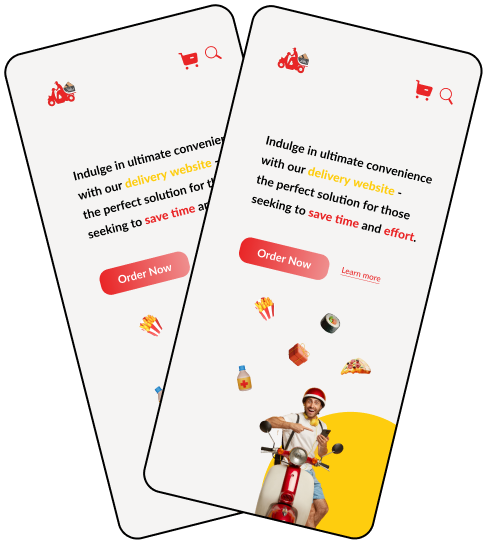 Indulge in ultimate
with our delivery website -
the perfect solution for
seeking to save time
Order Now
Indulge in ultimate convenience
with our delivery website -
the perfect solution for those
seeking to save time and effort.
Order Now
Learn more